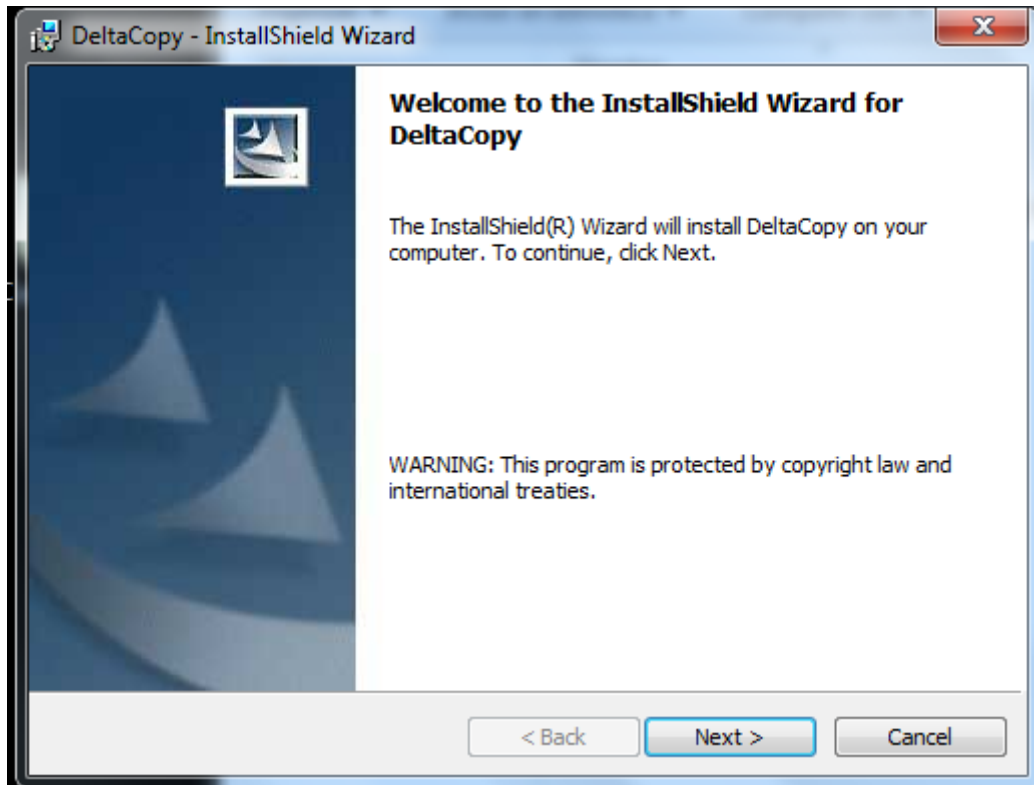 DeltaCopy - InstallShield Wizard
Welcome to the InstallShield Wizard for
DeltaCopy
The InstallShield(R) Wizard will install DeltaCopy on your
computer. To continue, click Next.
WARNING: This program is protected by copyright law and
international treaties.
< Back Next > Cancel